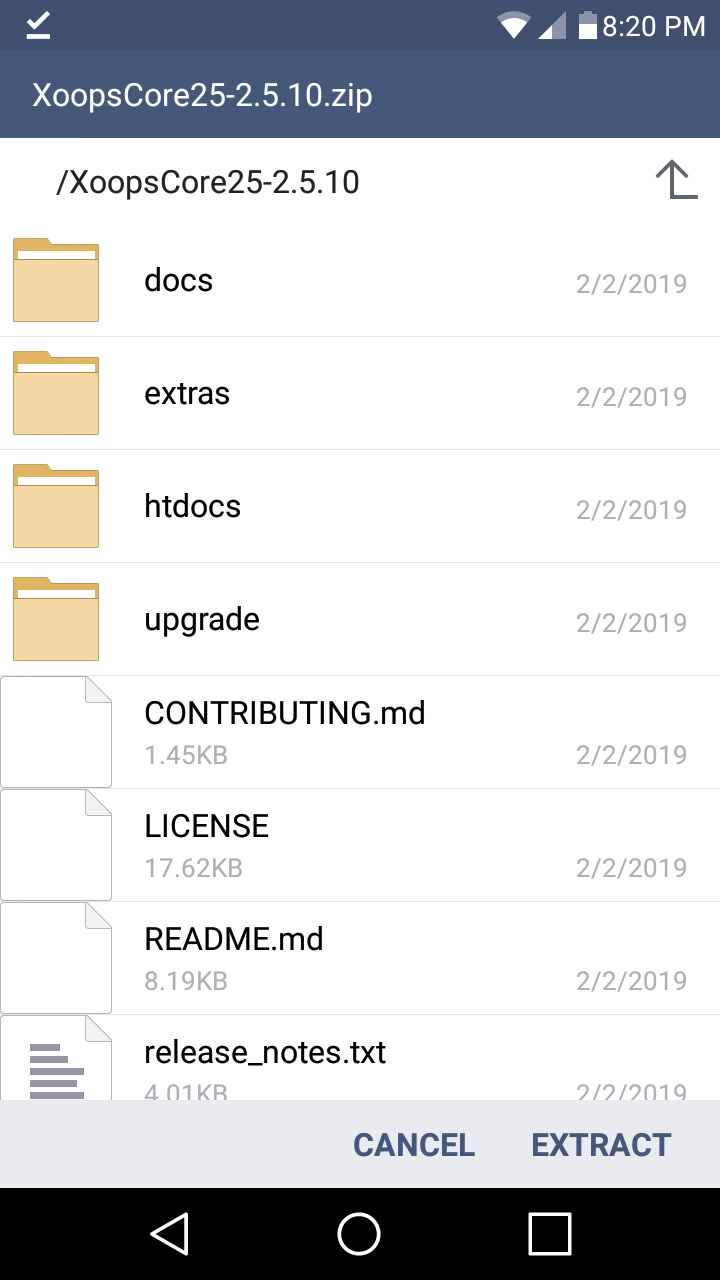 8:20 PM
XoopsCore25-2.5.10.zip
/XoopsCore25-2.5.10
docs 2/2/2019
extras 2/2/2019
htdocs 2/2/2019
upgrade 2/2/2019
CONTRIBUTING.md
1.45KB 2/2/2019
LICENSE
17.62KB 2/2/2019
README.md
8.19KB 2/2/2019
release_notes.txt
4.01KB 2/2/2019
CANCEL EXTRACT